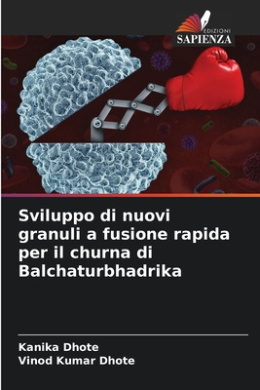 EDIZIONI
SAPIENZA
Sviluppo di nuovi
granuli a fusione rapida
per il churna di
Balchaturbhadrika
Kanika Dhote
Vinod Kumar Dhote